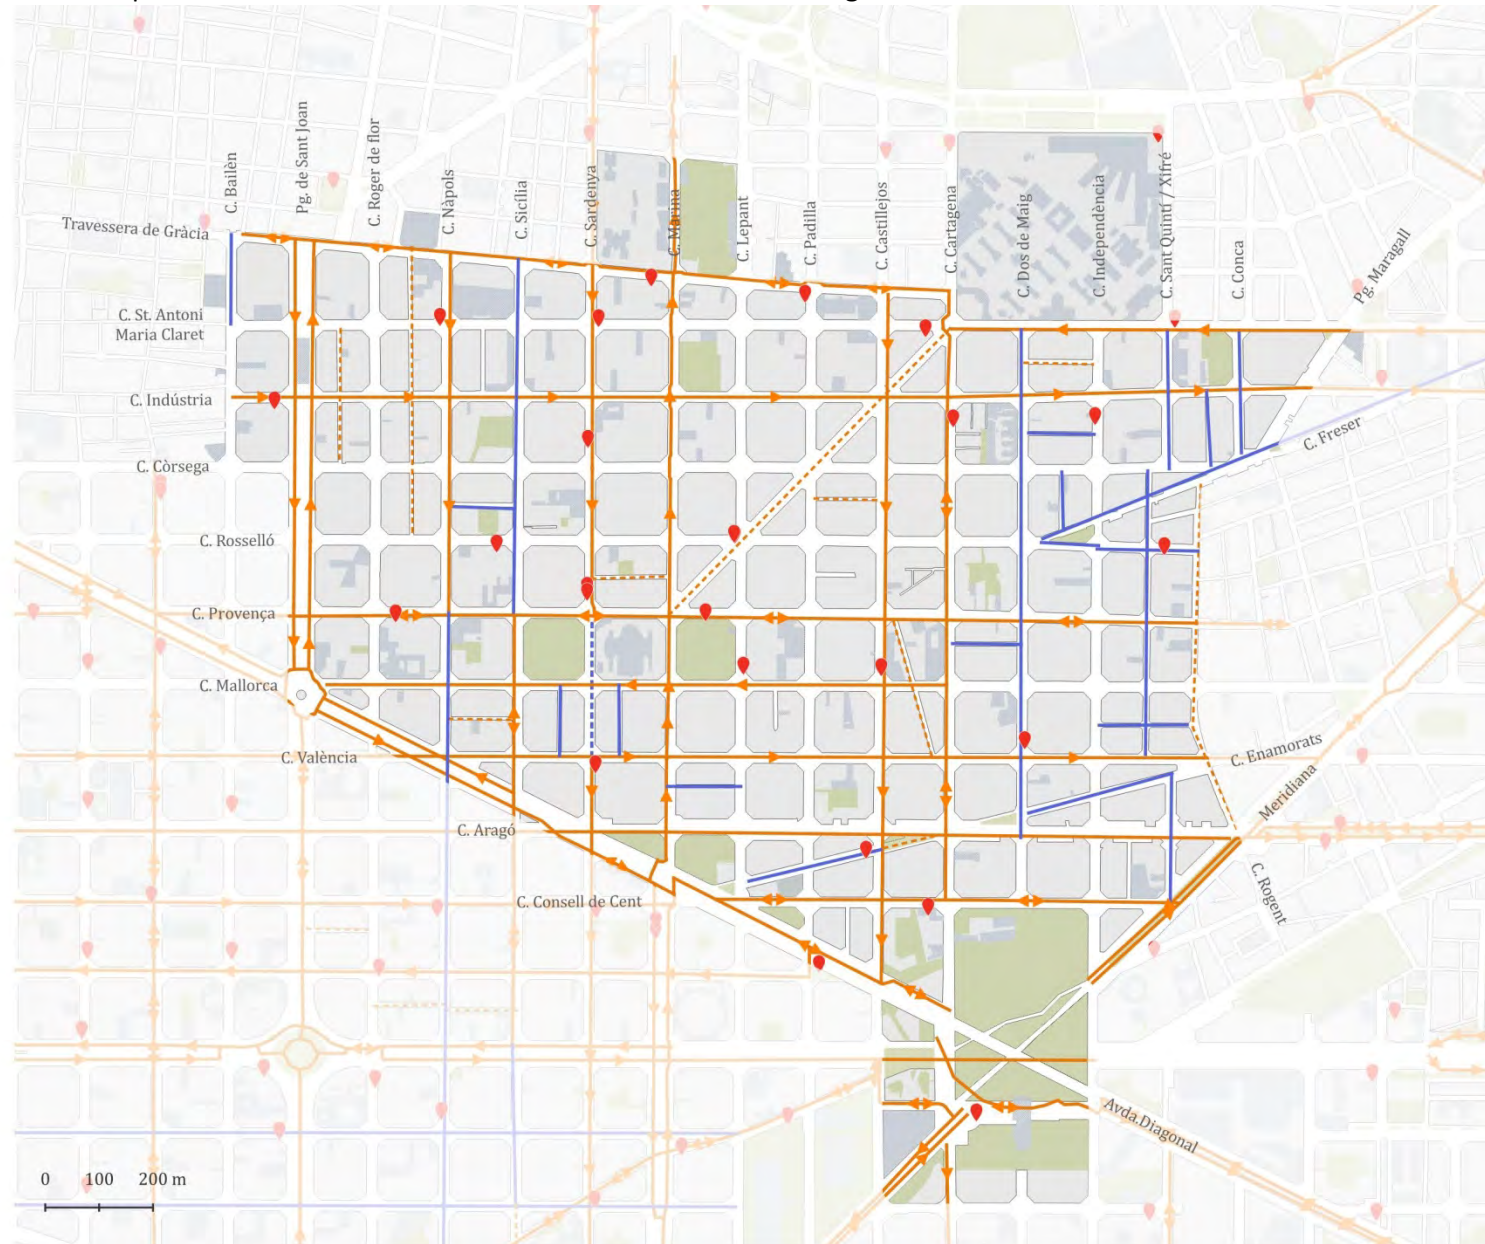 C. Bailèn
Pg. de Sant Joan
C. Roger de flor
C. Nàpols
C. Sicília
C. Sardenya
C. Marina
C. Lepant
C. Padilla
C. Castillejos
C. Cartagena
C. Dos de Maig
C. Independència
C. Sant Quintí / Xifré
C. Conca
Pg. Maragall
Travessera de Gràcia
C. St. Antoni
Maria Claret
C. Indústria
C. Freser
C. Còrsega
C. Rosselló
C. Provença
C. Mallorca
C. València
C. Enamorats
Meridiana
C. Aragó
C. Rogent
C. Consell de Cent
Avda.Diagonal
0 100 200 m